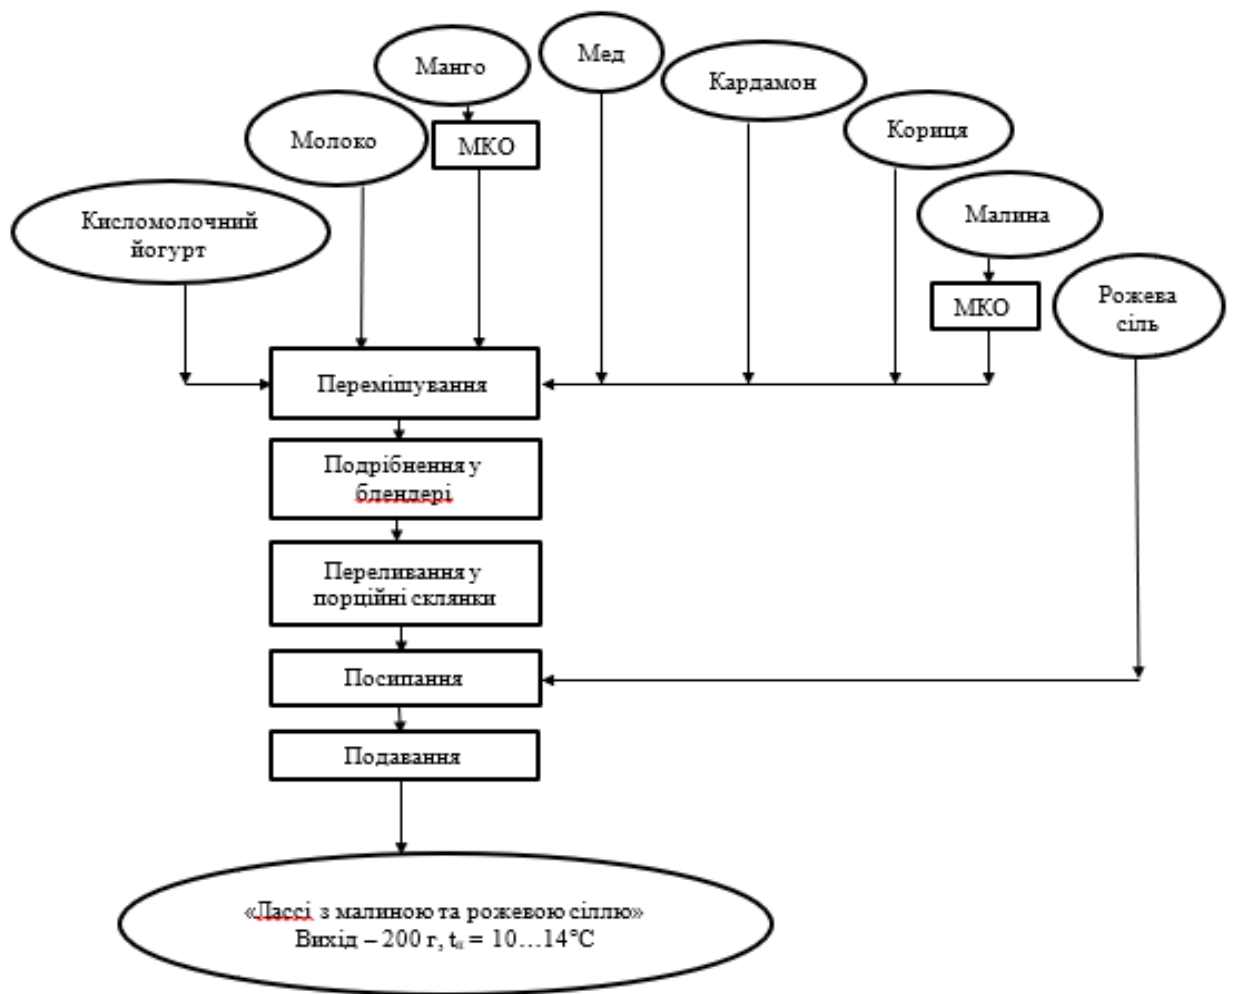 Манго
Мед
Кардамон
Кориця
Молоко
МКО
Малина
Кисломолочний
йогурт
МКО
Рожева
сіль
Перемішування
Подрібнення у
блендері
Переливання у
порційні склянки
Посипання
Подавання
«Лассі з малиною та рожевою сіллю»
Вихід – 200 г, tп = 10…14°С